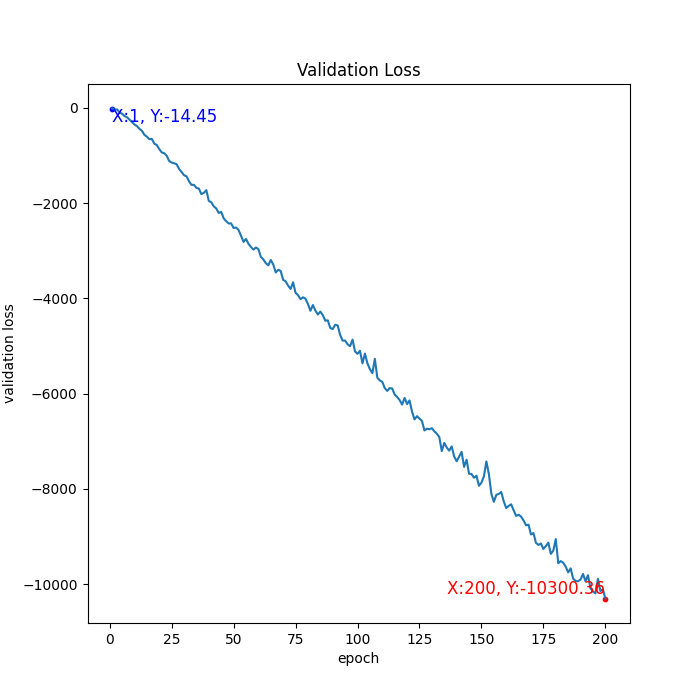 Validation Loss
X:1, Y:-14.45
0
−2000
−4000
−6000
−8000
−10000
validation loss
X:200, Y:-10300.36
0 25 50 75 100 125 150 175 200
epoch